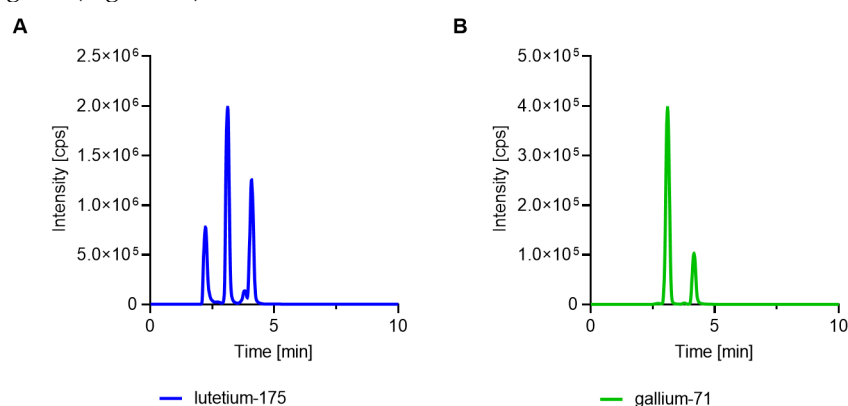 A
B
2.5×10⁶
2.0×10⁶
1.5×10⁶
1.0×10⁶
5.0×10⁵
0
Intensity [cps]
0 5 10
Time [min]
lutetium-175
5.0×10⁵
4.0×10⁵
3.0×10⁵
2.0×10⁵
1.0×10⁵
0
Intensity [cps]
0 5 10
Time [min]
gallium-71